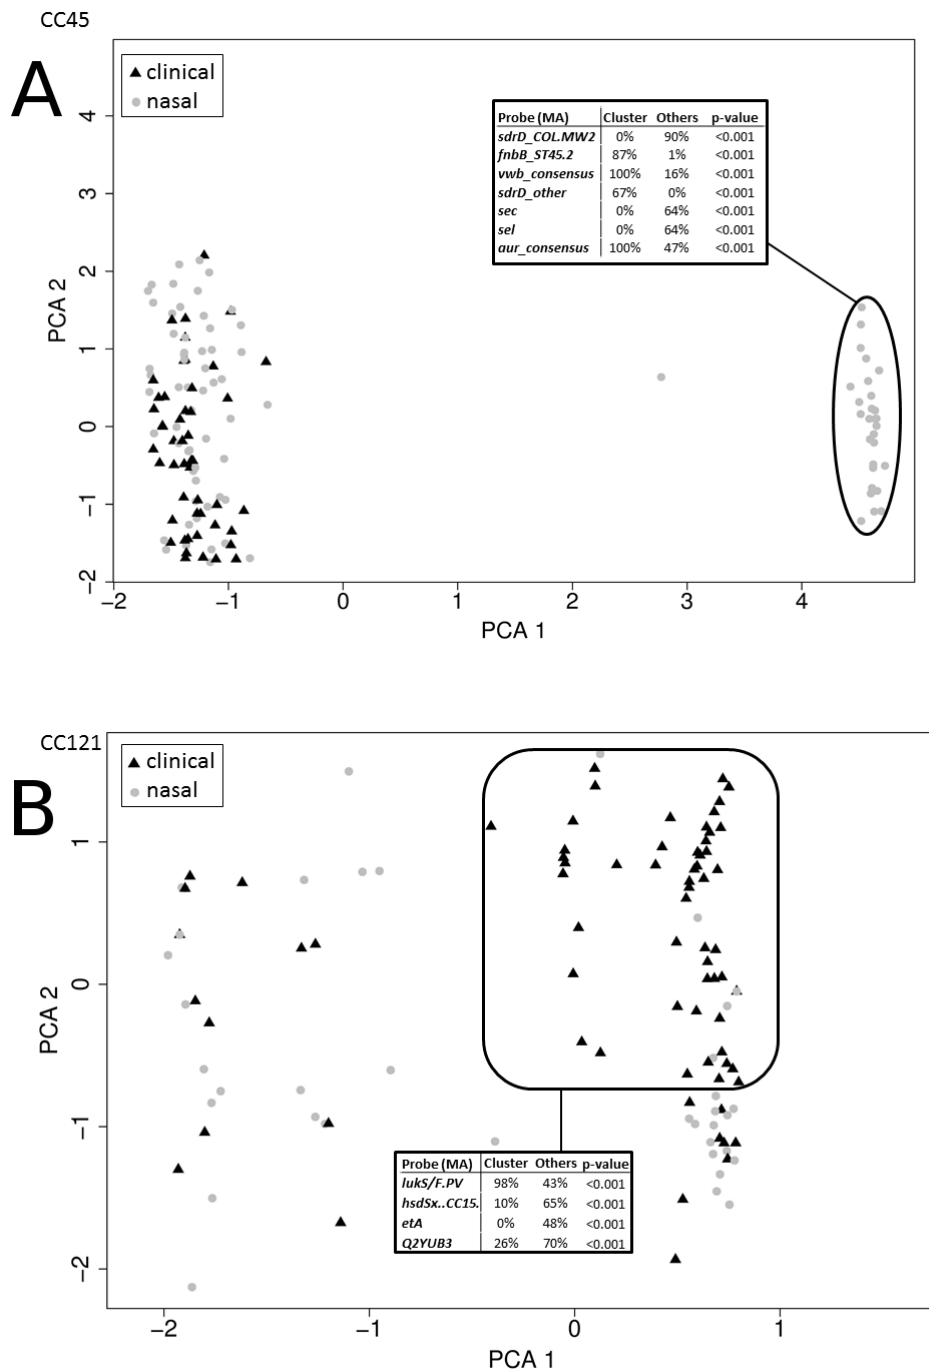 CC45
A
clinical
nasal
Probe (MA) Cluster Others p-value
sdrD_COL.MW2 0% 90% <0.001
fnbB_ST45.2 87% 1% <0.001
vwb_consensus 100% 16% <0.001
sdrD_other 67% 0% <0.001
sec 0% 64% <0.001
sel 0% 64% <0.001
aur_consensus 100% 47% <0.001
4
3
2
1
0
−1
−2
PCA 2
−2 −1 0 1 2 3 4
PCA 1
CC121
B
clinical
nasal
1
0
−1
−2
PCA 2
Probe (MA) Cluster Others p-value
lukS/F.PV 98% 43% <0.001
hsdSx..CC15. 10% 65% <0.001
etA 0% 48% <0.001
Q2YUB3 26% 70% <0.001
−2 −1 0 1
PCA 1